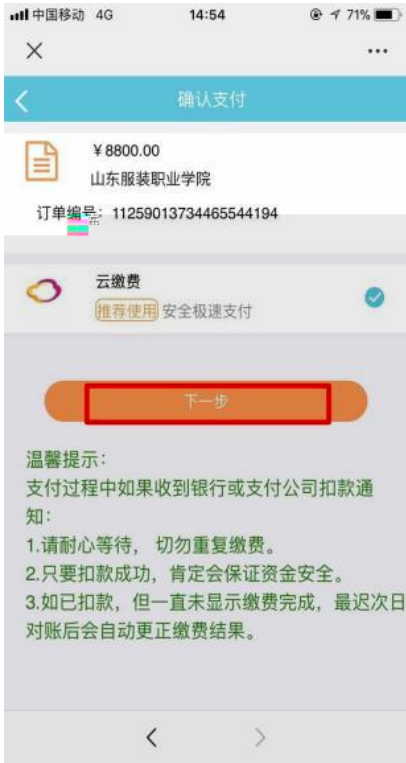 中国移动 4G 14:54 71%
确认支付
¥8800.00
山东服装职业学院
订单编号：11259013734465544194
云缴费
推荐使用 安全极速支付
下一步
温馨提示：
支付过程中如果收到银行或支付公司扣款通
知：
1.请耐心等待， 切勿重复缴费。
2.只要扣款成功，肯定会保证资金安全。
3.如已扣款，但一直未显示缴费完成，最迟次日
对账后会自动更正缴费结果。